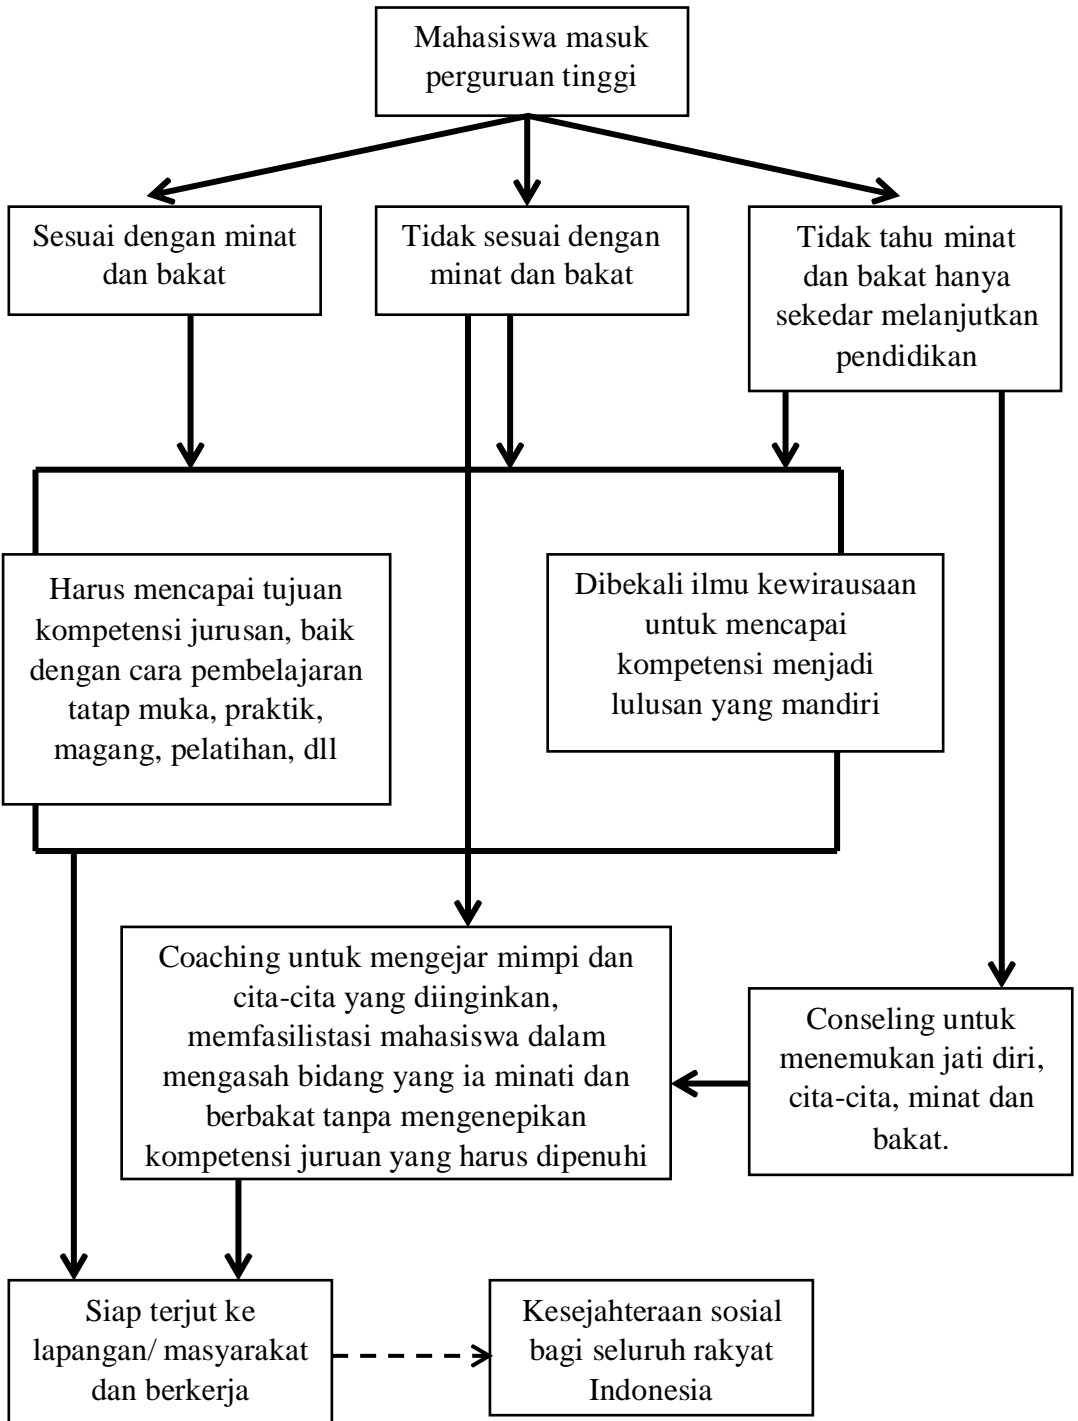 Mahasiswa masuk
perguruan tinggi
Sesuai dengan minat
dan bakat
Tidak sesuai dengan
minat dan bakat
Tidak tahu minat
dan bakat hanya
sekedar melanjutkan
pendidikan
Harus mencapai tujuan
kompetensi jurusan, baik
dengan cara pembelajaran
tatap muka, praktik,
magang, pelatihan, dll
Dibekali ilmu kewirausaan
untuk mencapai
kompetensi menjadi
lulusan yang mandiri
Coaching untuk mengejar mimpi dan
cita-cita yang diinginkan,
memfasilistasi mahasiswa dalam
mengasah bidang yang ia minati dan
berbakat tanpa mengenepikan
kompetensi juruan yang harus dipenuhi
Conseling untuk
menemukan jati diri,
cita-cita, minat dan
bakat.
Siap terjut ke
lapangan/ masyarakat
dan berkerja
Kesejahteraan sosial
bagi seluruh rakyat
Indonesia